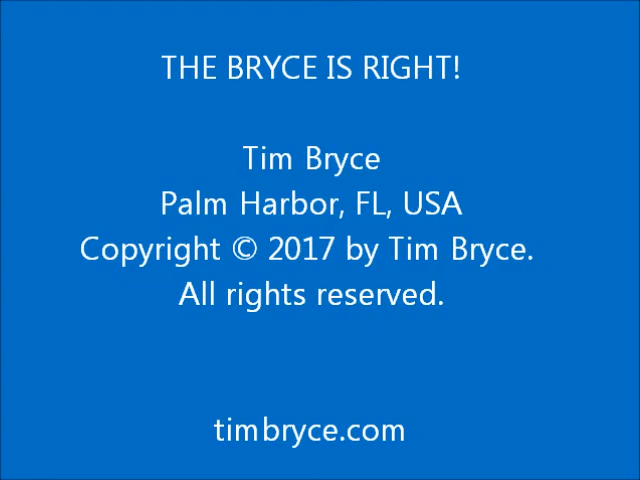 THE BRYCE IS RIGHT!
Tim Bryce
Palm Harbor, FL, USA
Copyright © 2017 by Tim Bryce.
All rights reserved.
timbryce.com